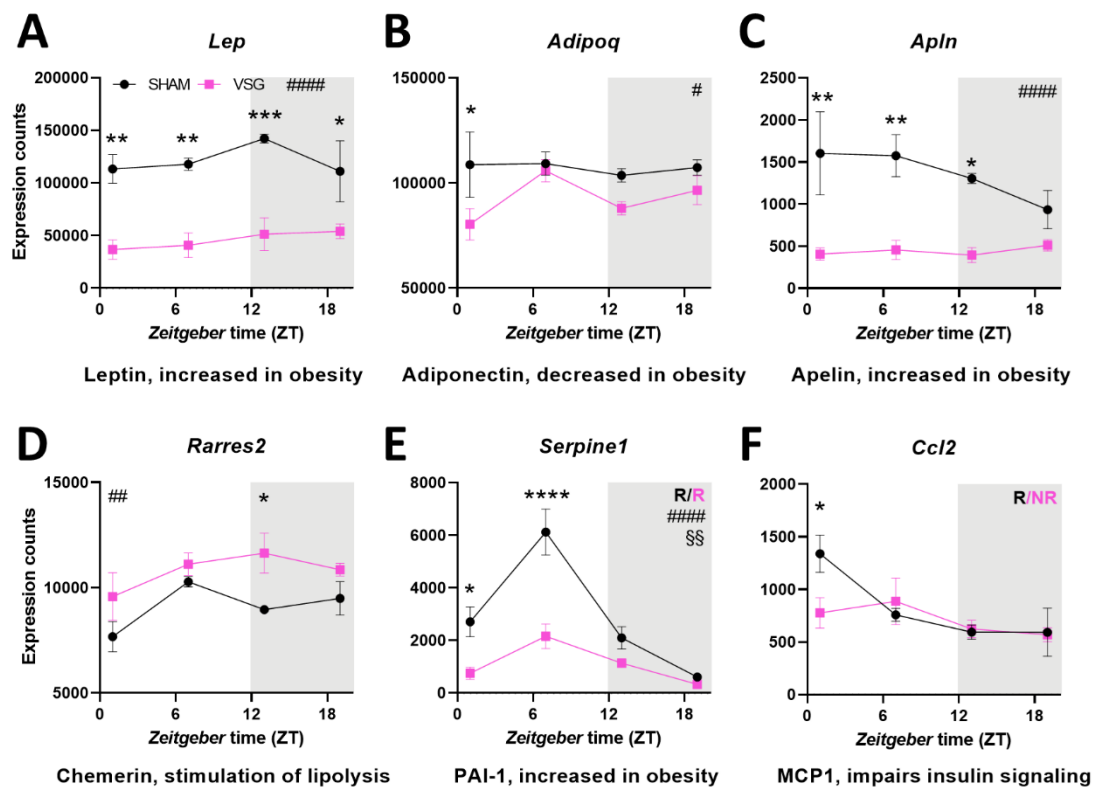 A
Lep
SHAM VSG
####
** ** *** *
200000
150000
100000
50000
0
Expression counts
0 6 12 18
Zeitgeber time (ZT)
Leptin, increased in obesity
B
Adipoq
#
*
150000
100000
50000
0 6 12 18
Zeitgeber time (ZT)
Adiponectin, decreased in obesity
C
Apln
####
** ** *
2500
2000
1500
1000
500
0
0 6 12 18
Zeitgeber time (ZT)
Apelin, increased in obesity
D
Rarres2
##
*
15000
10000
5000
Expression counts
0 6 12 18
Zeitgeber time (ZT)
Chemerin, stimulation of lipolysis
E
Serpine1
R/R
####
§§
* ****
8000
6000
4000
2000
0
0 6 12 18
Zeitgeber time (ZT)
PAI-1, increased in obesity
F
Ccl2
R/NR
*
2000
1500
1000
500
0
0 6 12 18
Zeitgeber time (ZT)
MCP1, impairs insulin signaling